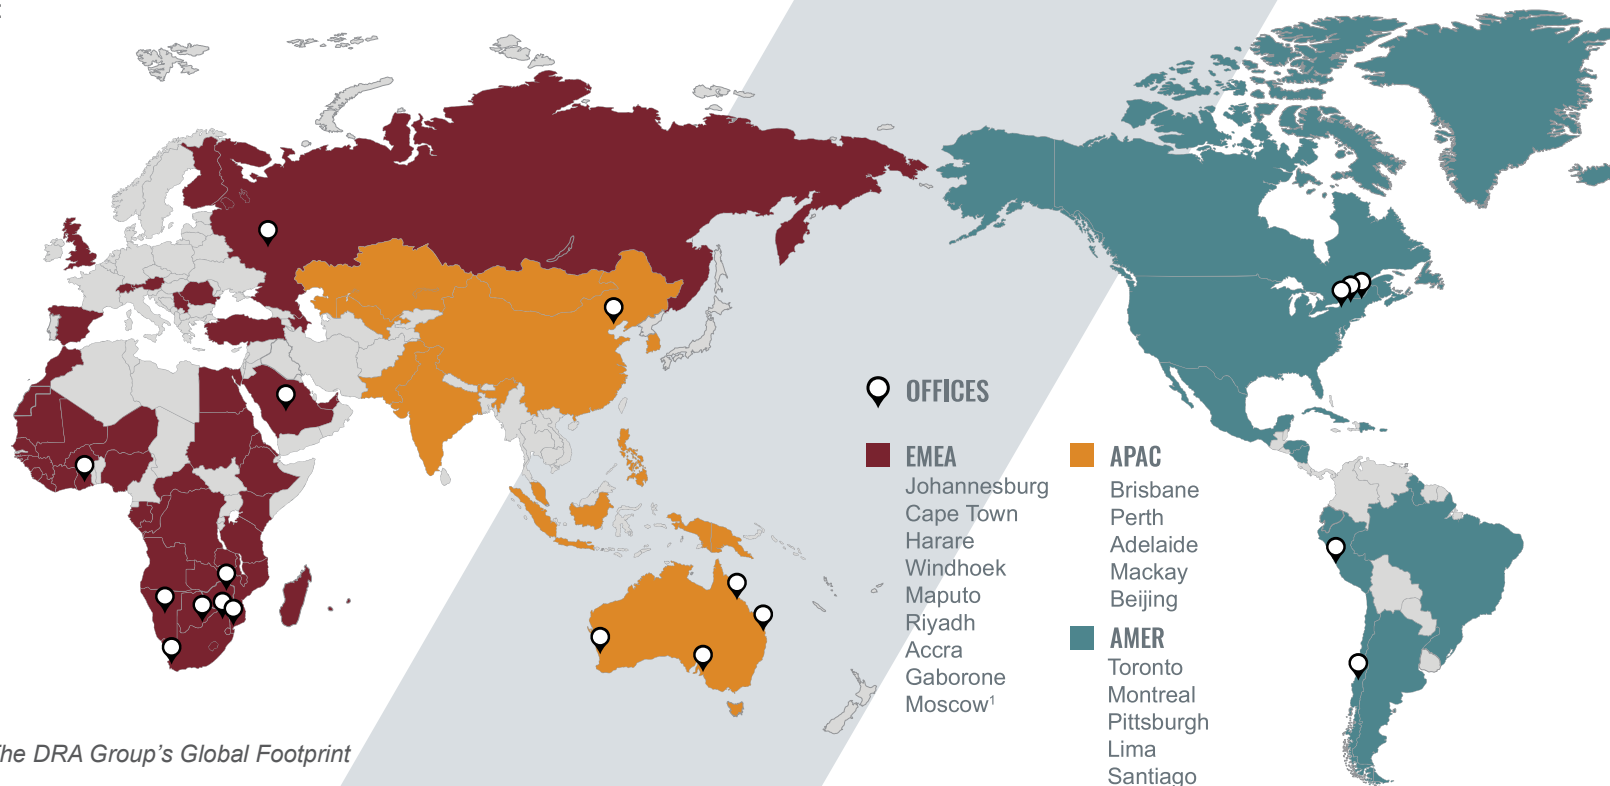 OFFICES
EMEA
Johannesburg
Cape Town
Harare
Windhoek
Maputo
Riyadh
Accra
Gaborone
Moscow¹
APAC
Brisbane
Perth
Adelaide
Mackay
Beijing
AMER
Toronto
Montreal
Pittsburgh
Lima
Santiago
he DRA Group's Global Footprint